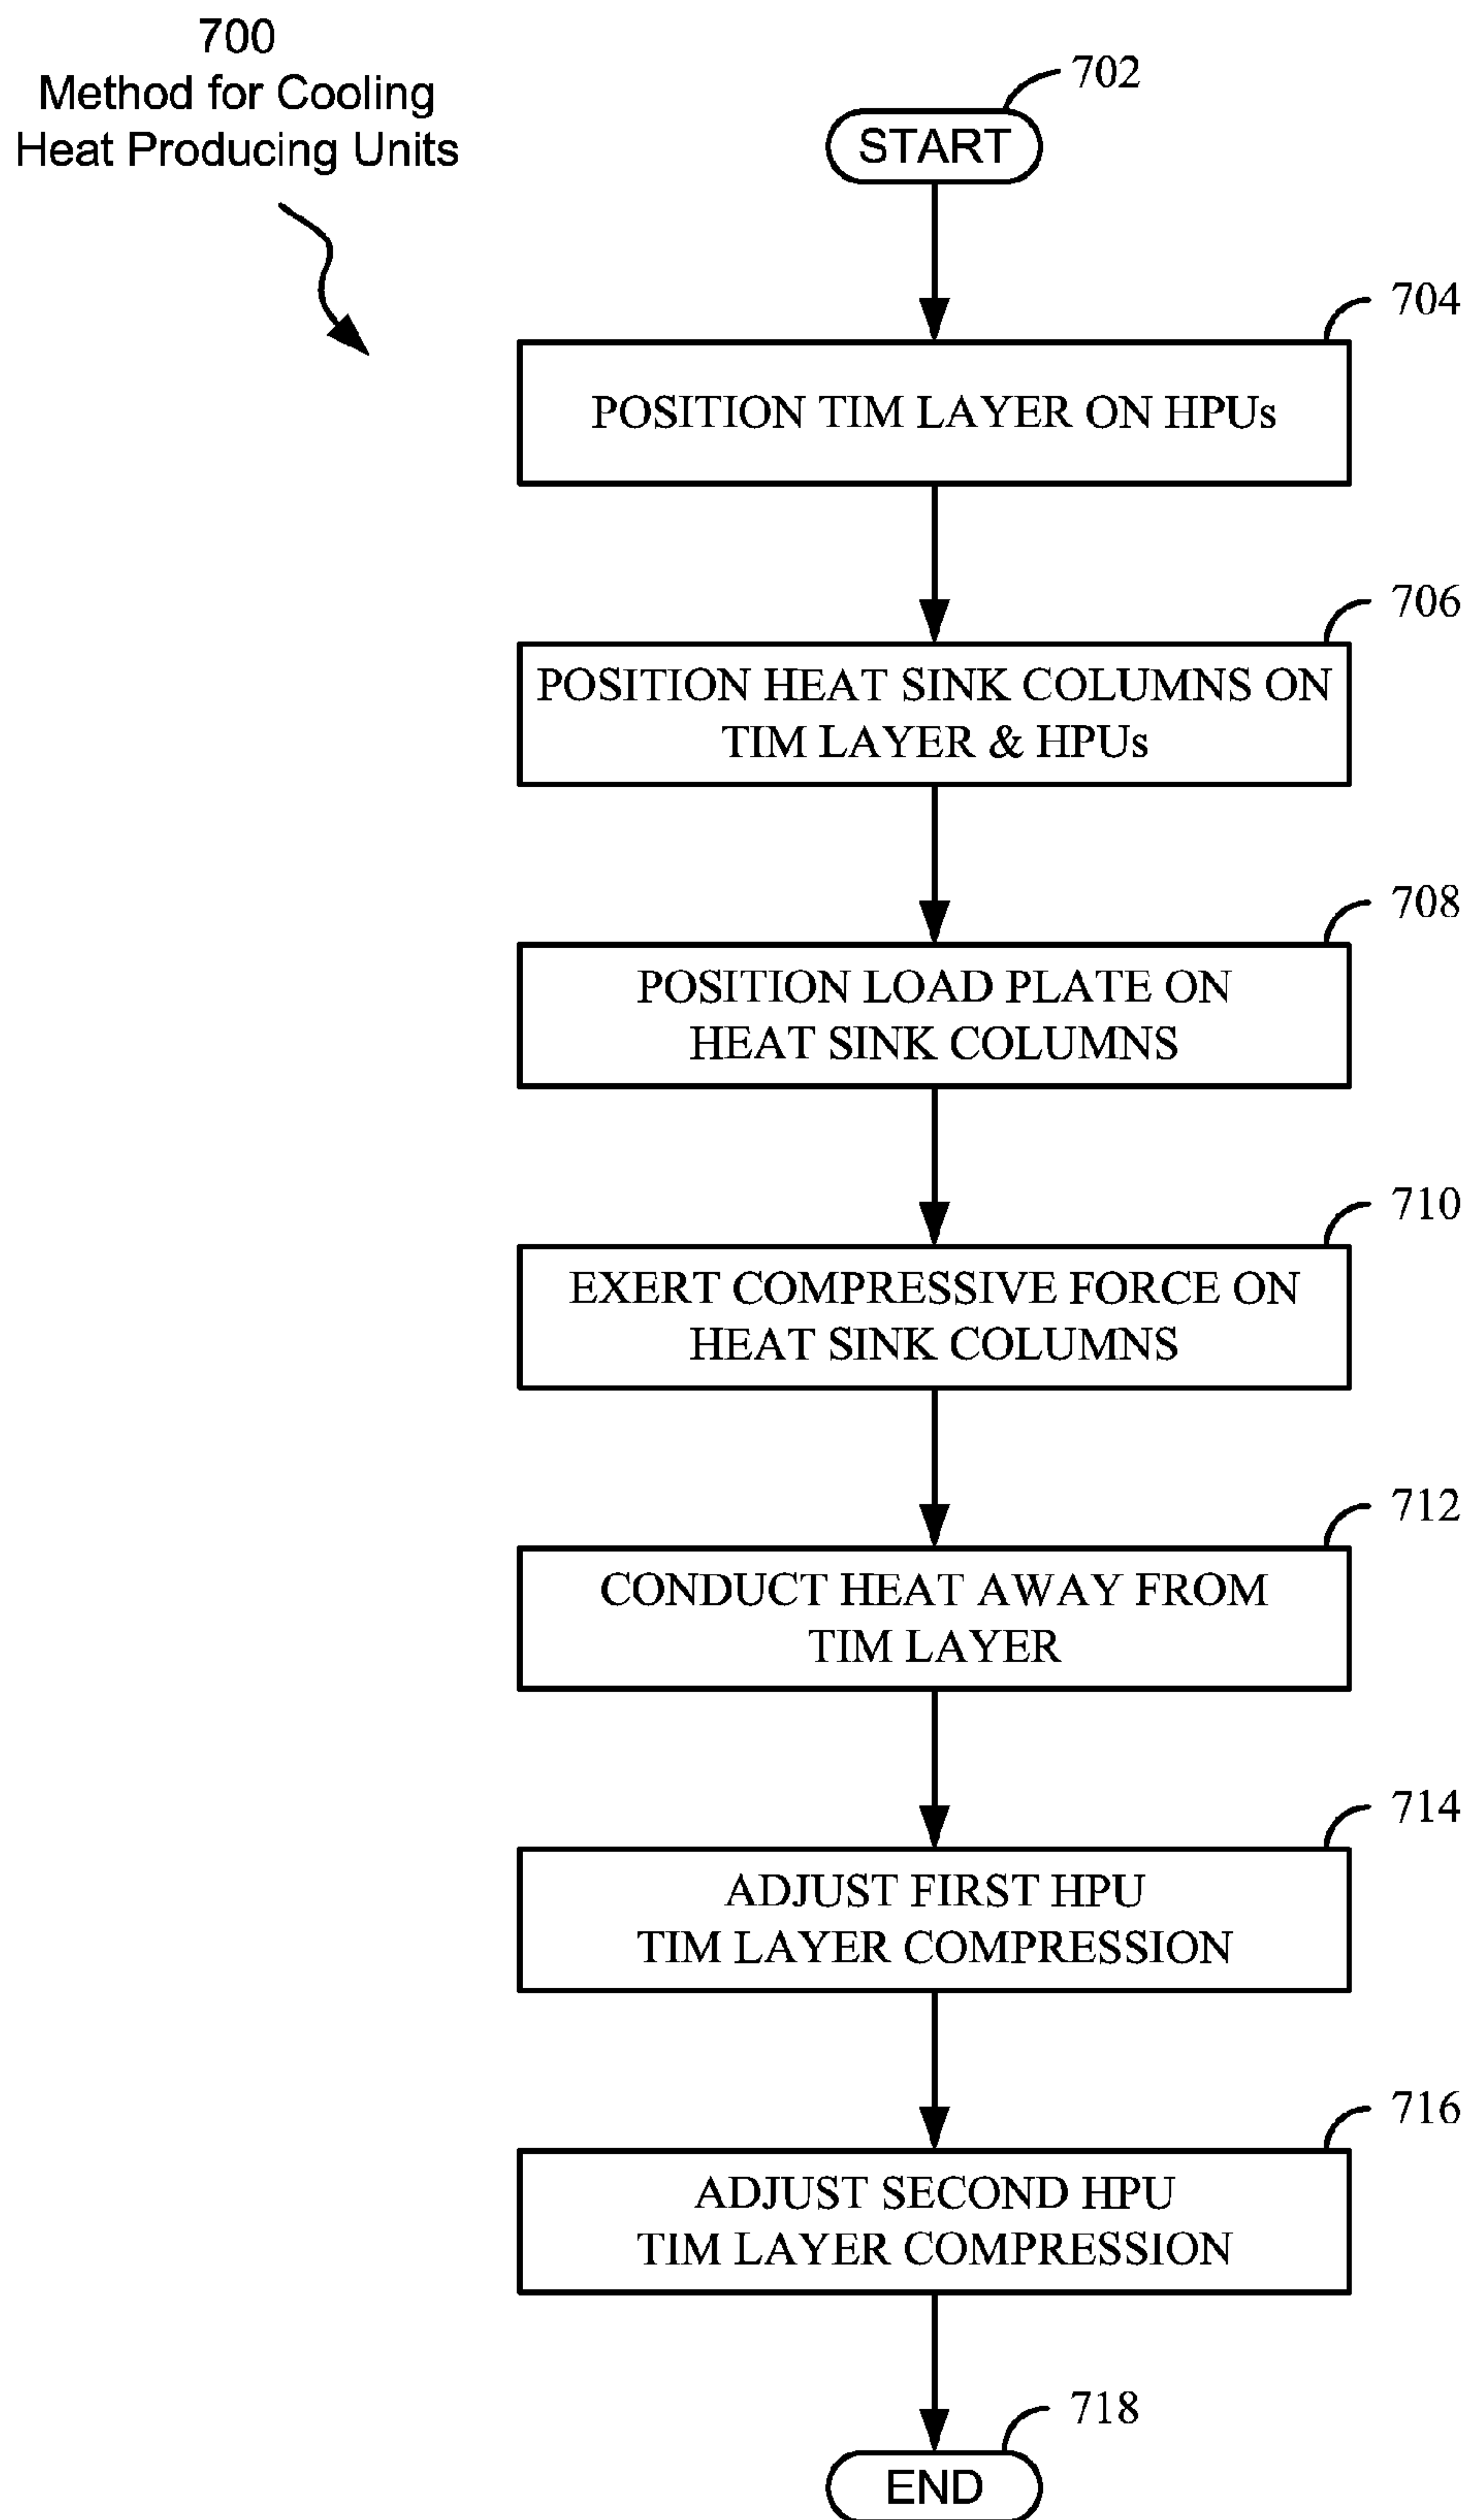 700
Method for Cooling
Heat Producing Units
702
START
704
POSITION TIM LAYER ON HPUs
706
POSITION HEAT SINK COLUMNS ON
TIM LAYER & HPUs
708
POSITION LOAD PLATE ON
HEAT SINK COLUMNS
710
EXERT COMPRESSIVE FORCE ON
HEAT SINK COLUMNS
712
CONDUCT HEAT AWAY FROM
TIM LAYER
714
ADJUST FIRST HPU
TIM LAYER COMPRESSION
716
ADJUST SECOND HPU
TIM LAYER COMPRESSION
718
END